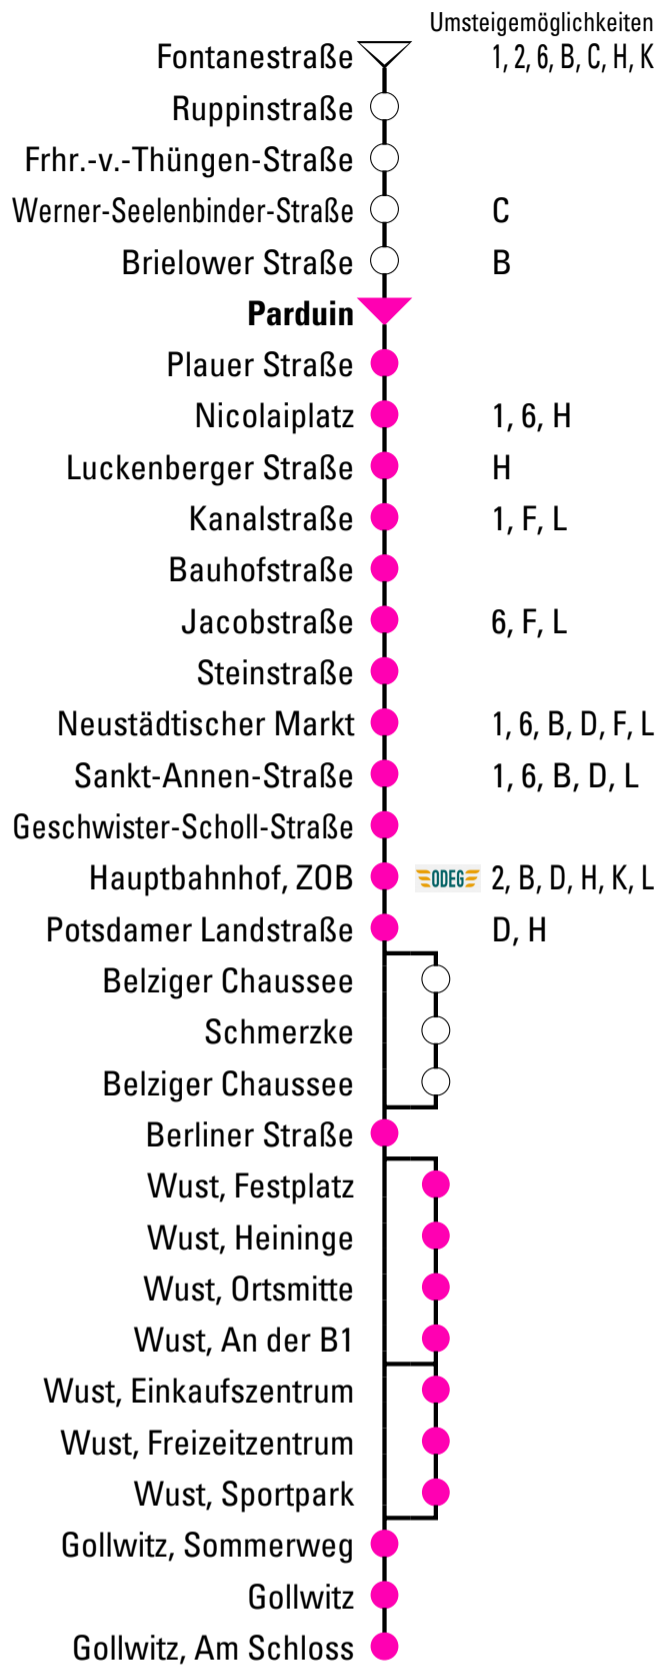 Umsteigemöglichkeiten
Fontanestraße 1, 2, 6, B, C, H, K
Ruppinstraße
Frhr.-v.-Thüngen-Straße
Werner-Seelenbinder-Straße C
Brielower Straße B
Parduin
Plauer Straße
Nicolaiplatz 1, 6, H
Luckenberger Straße H
Kanalstraße 1, F, L
Bauhofstraße
Jacobstraße 6, F, L
Steinstraße
Neustädtischer Markt 1, 6, B, D, F, L
Sankt-Annen-Straße 1, 6, B, D, L
Geschwister-Scholl-Straße
Hauptbahnhof, ZOB ODEG 2, B, D, H, K, L
Potsdamer Landstraße D, H
Belziger Chaussee
Schmerzke
Belziger Chaussee
Berliner Straße
Wust, Festplatz
Wust, Heininge
Wust, Ortsmitte
Wust, An der B1
Wust, Einkaufszentrum
Wust, Freizeitzentrum
Wust, Sportpark
Gollwitz, Sommerweg
Gollwitz
Gollwitz, Am Schloss